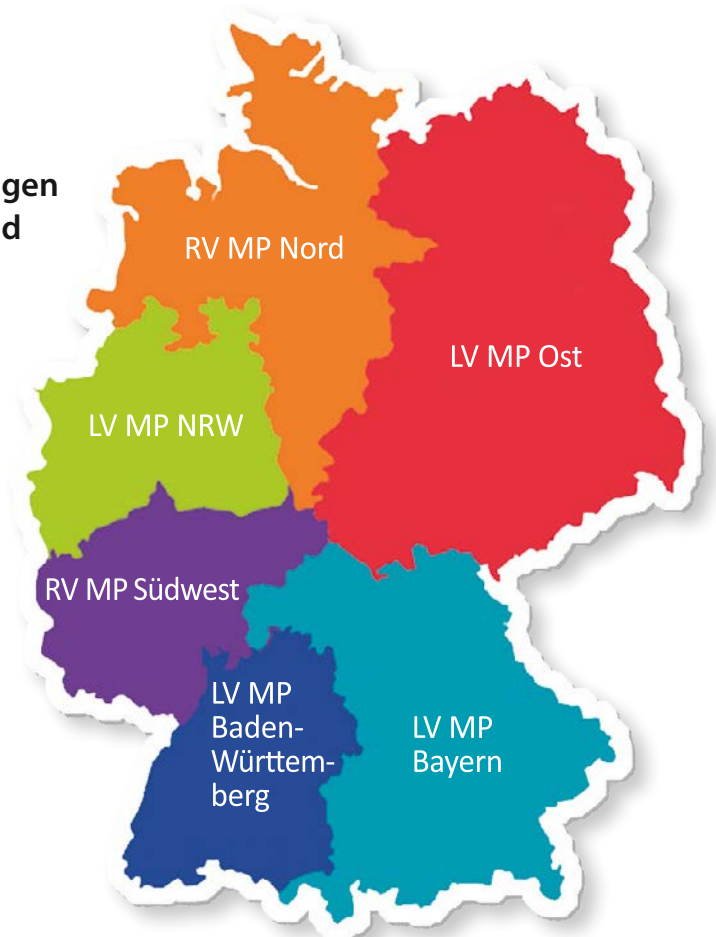 gen
d
RV MP Nord
LV MP Ost
LV MP NRW
RV MP Südwest
LV MP
Baden-
Württem-
berg
LV MP
Bayern